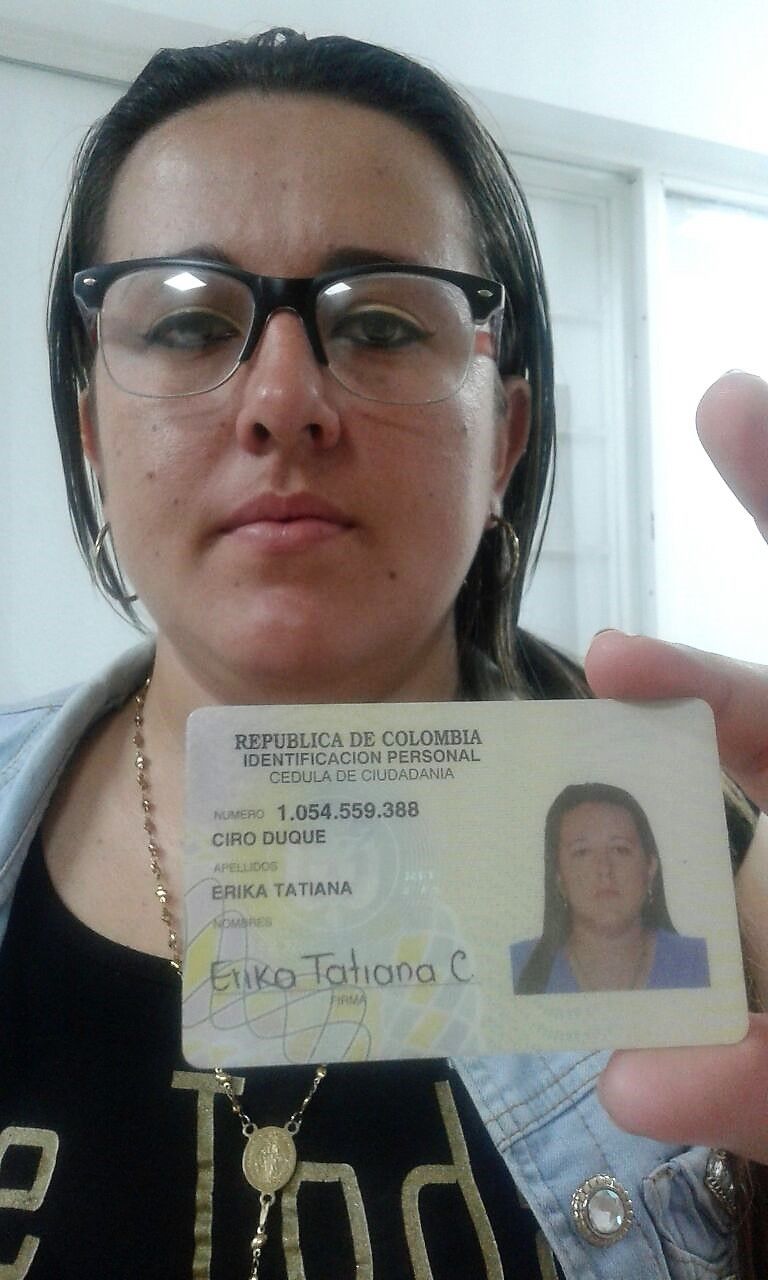 REPUBLICA DE COLOMBIA
IDENTIFICACION PERSONAL
CEDULA DE CIUDADANIA
NUMERO 1.054.559.388
CIRO DUQUE
APELLIDOS
ERIKA TATIANA
NOMBRES
Erika Tatiana C
FIRMA
e Tod